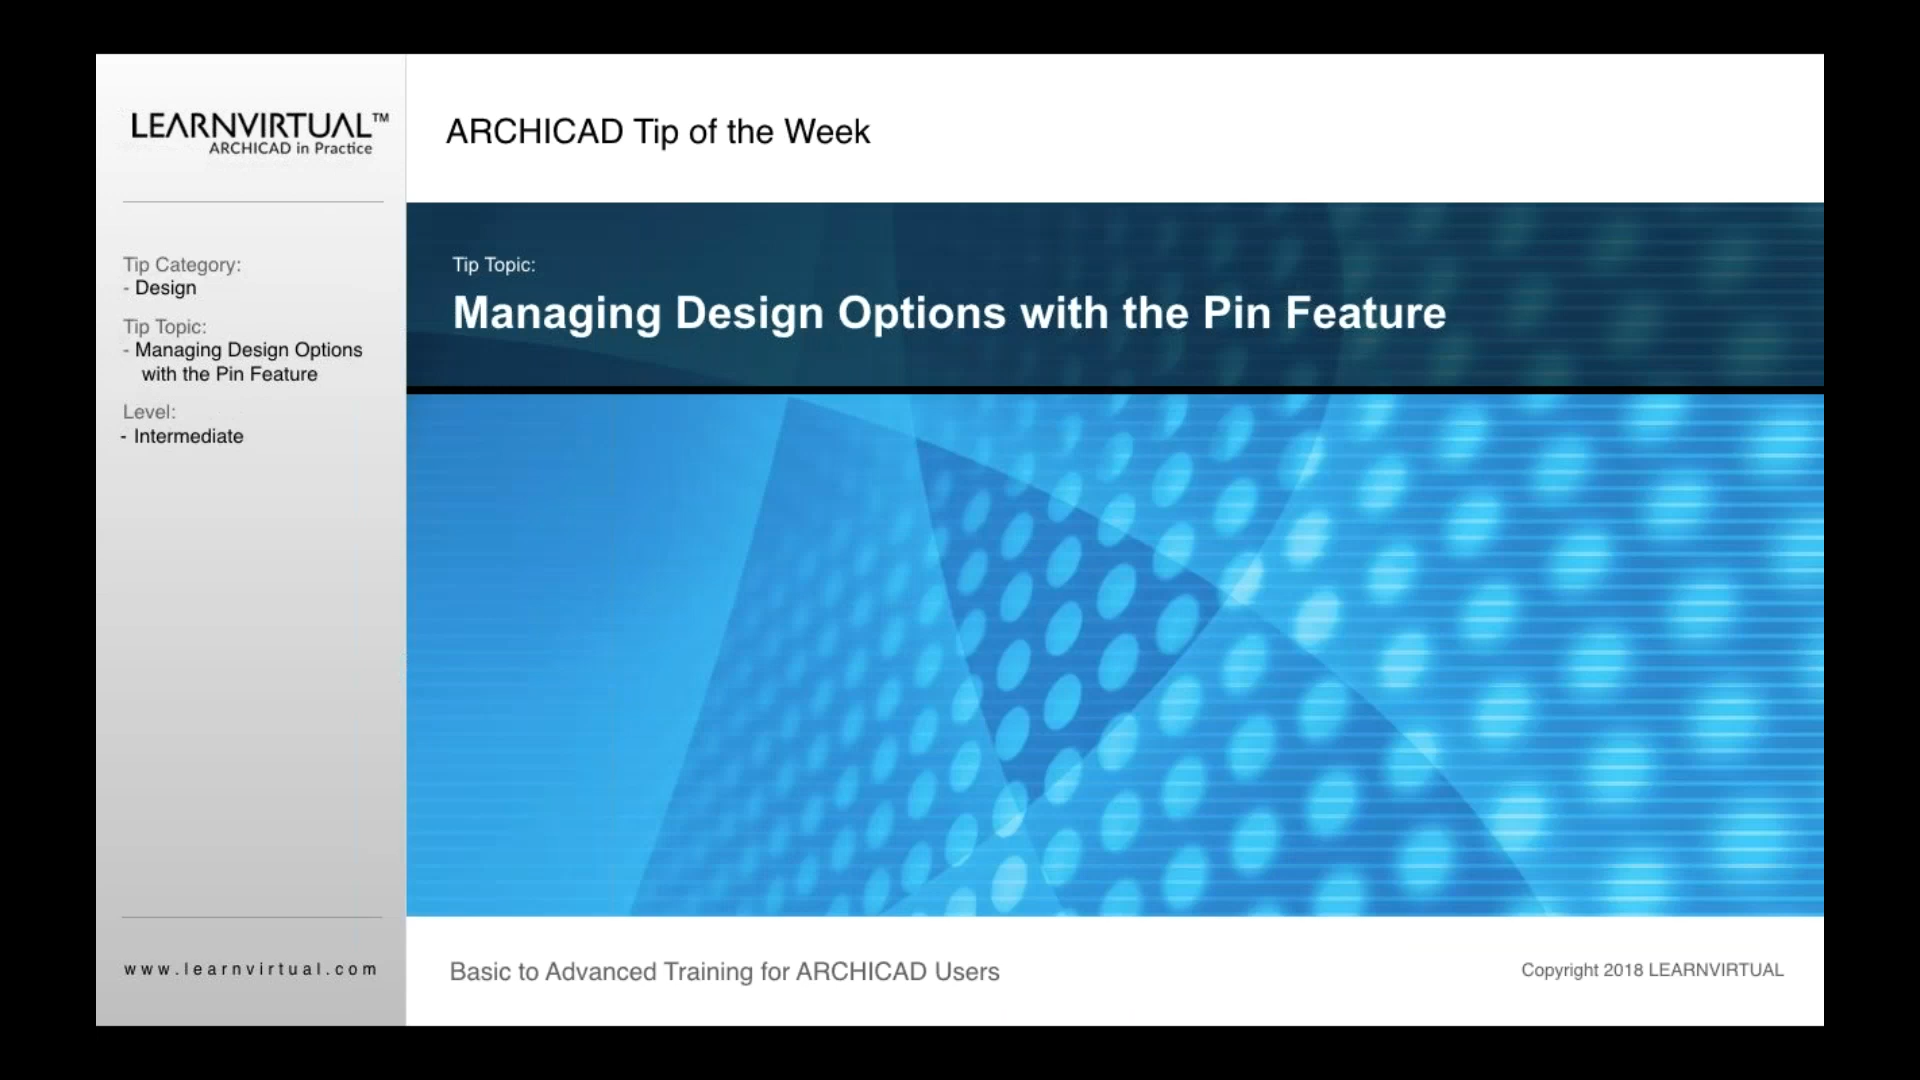 LEARNVIRTUAL™
ARCHICAD in Practice
Tip Category:
- Design
Tip Topic:
- Managing Design Options
with the Pin Feature
Level:
- Intermediate
www.learnvirtual.com
ARCHICAD Tip of the Week
Tip Topic:
Managing Design Options with the Pin Feature
Basic to Advanced Training for ARCHICAD Users
Copyright 2018 LEARNVIRTUAL